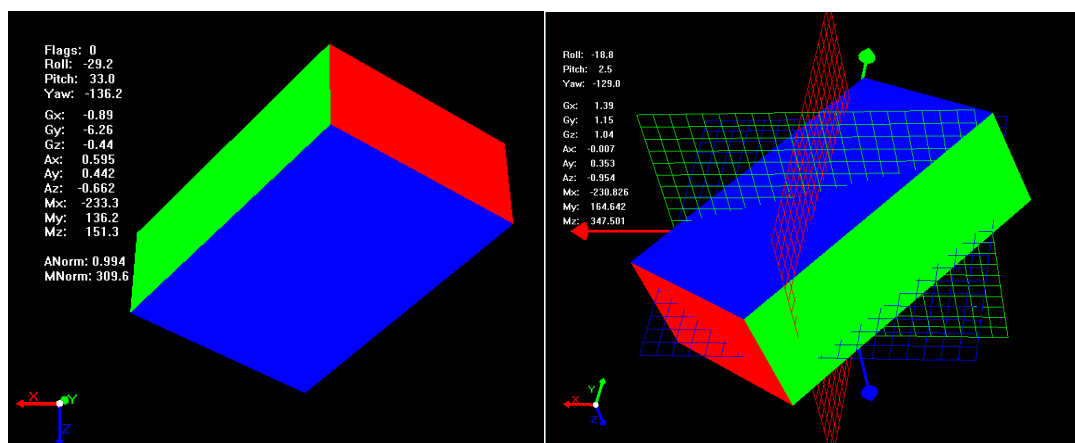 Flags: 0
Roll: -29.2
Pitch: 33.0
Yaw: -136.2
Gx: -0.89
Gy: -6.26
Gz: -0.44
Ax: 0.595
Ay: 0.442
Az: -0.662
Mx: -233.3
My: 136.2
Mz: 151.3
ANorm: 0.994
MNorm: 309.6
X Y
Z
Roll: -18.8
Pitch: 2.5
Yaw: -129.0
Gx: 1.39
Gy: 1.15
Gz: 1.04
Ax: -0.007
Ay: 0.353
Az: -0.954
Mx: -230.826
My: 164.642
Mz: 347.501
Y
X
Z